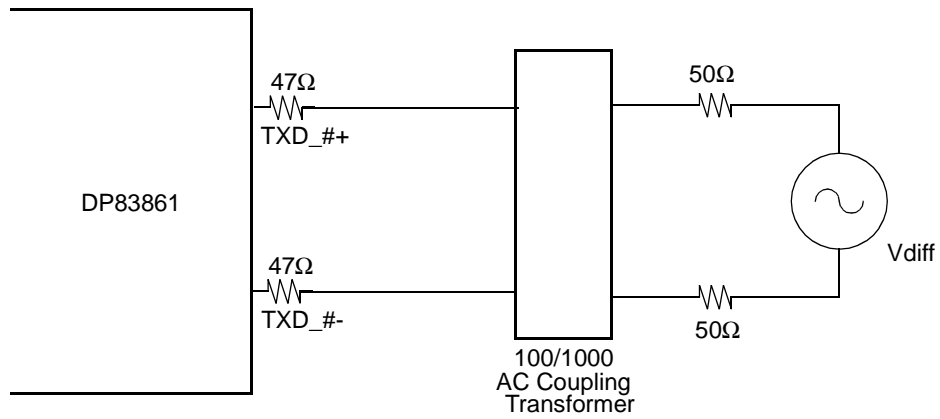 47Ω
TXD_#+
50Ω
DP83861
Vdiff
47Ω
TXD_#-
50Ω
100/1000
AC Coupling
Transformer